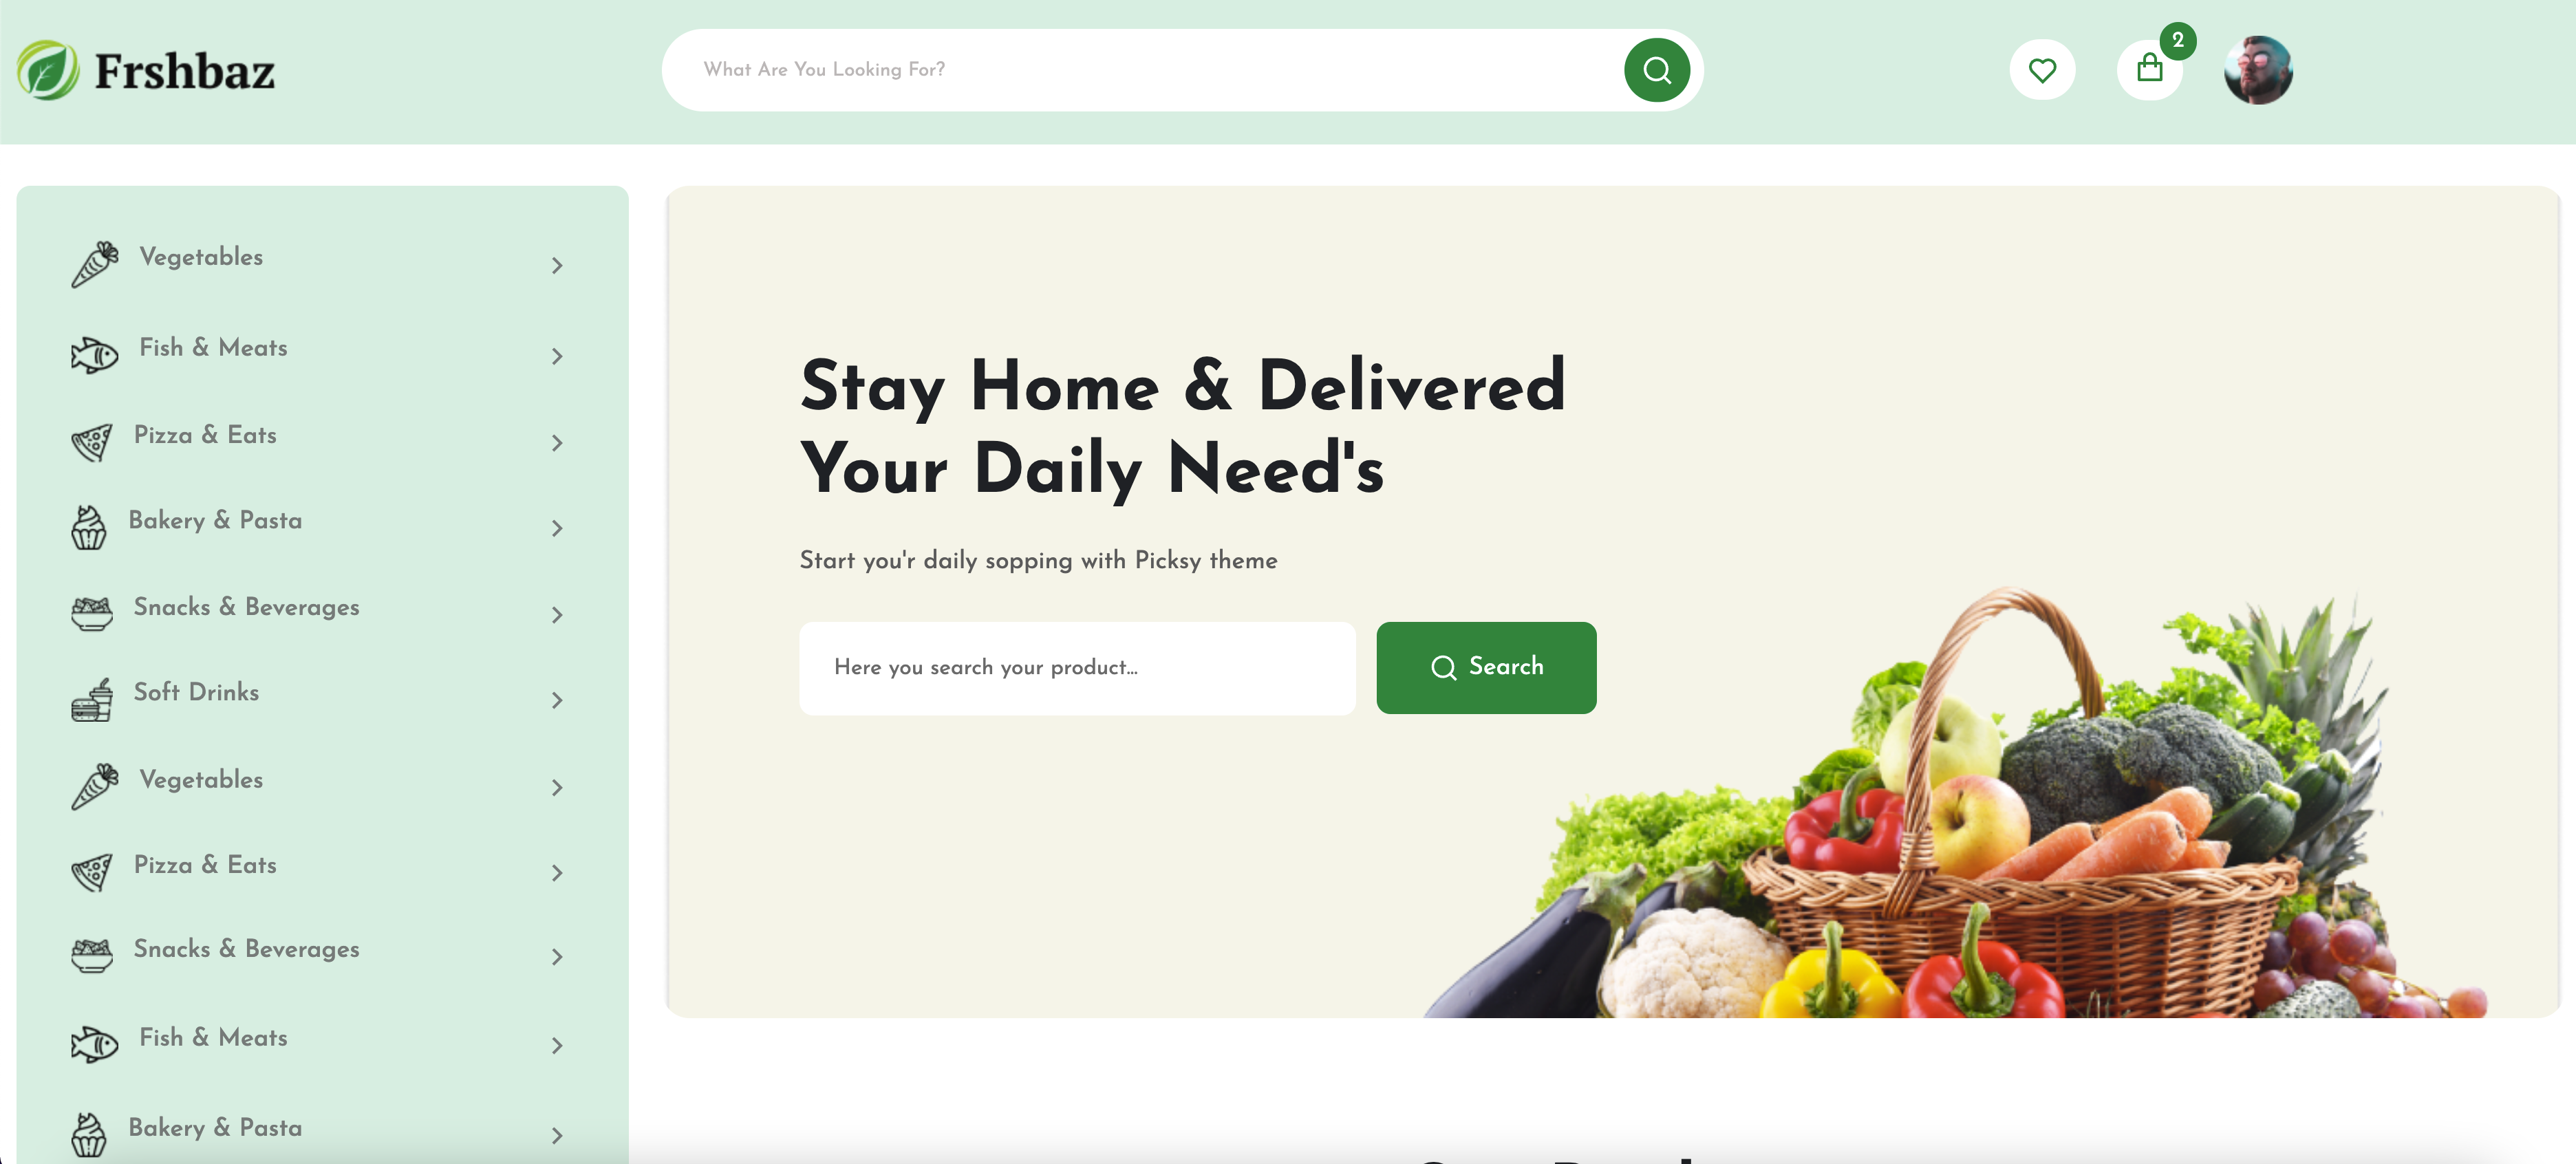 Frshbaz
What Are You Looking For?
2
Vegetables
Fish & Meats
Pizza & Eats
Bakery & Pasta
Snacks & Beverages
Soft Drinks
Vegetables
Pizza & Eats
Snacks & Beverages
Fish & Meats
Bakery & Pasta
Stay Home & Delivered
Your Daily Need's
Start you'r daily sopping with Picksy theme
Here you search your product...
Search